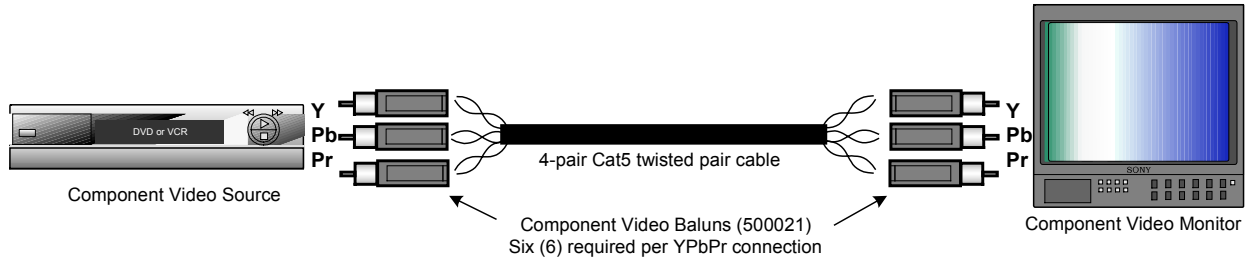 DVD or VCR
Y
Pb
Pr
Component Video Source
4-pair Cat5 twisted pair cable
Component Video Baluns (500021)
Six (6) required per YPbPr connection
Y
Pb
Pr
SONY
Component Video Monitor